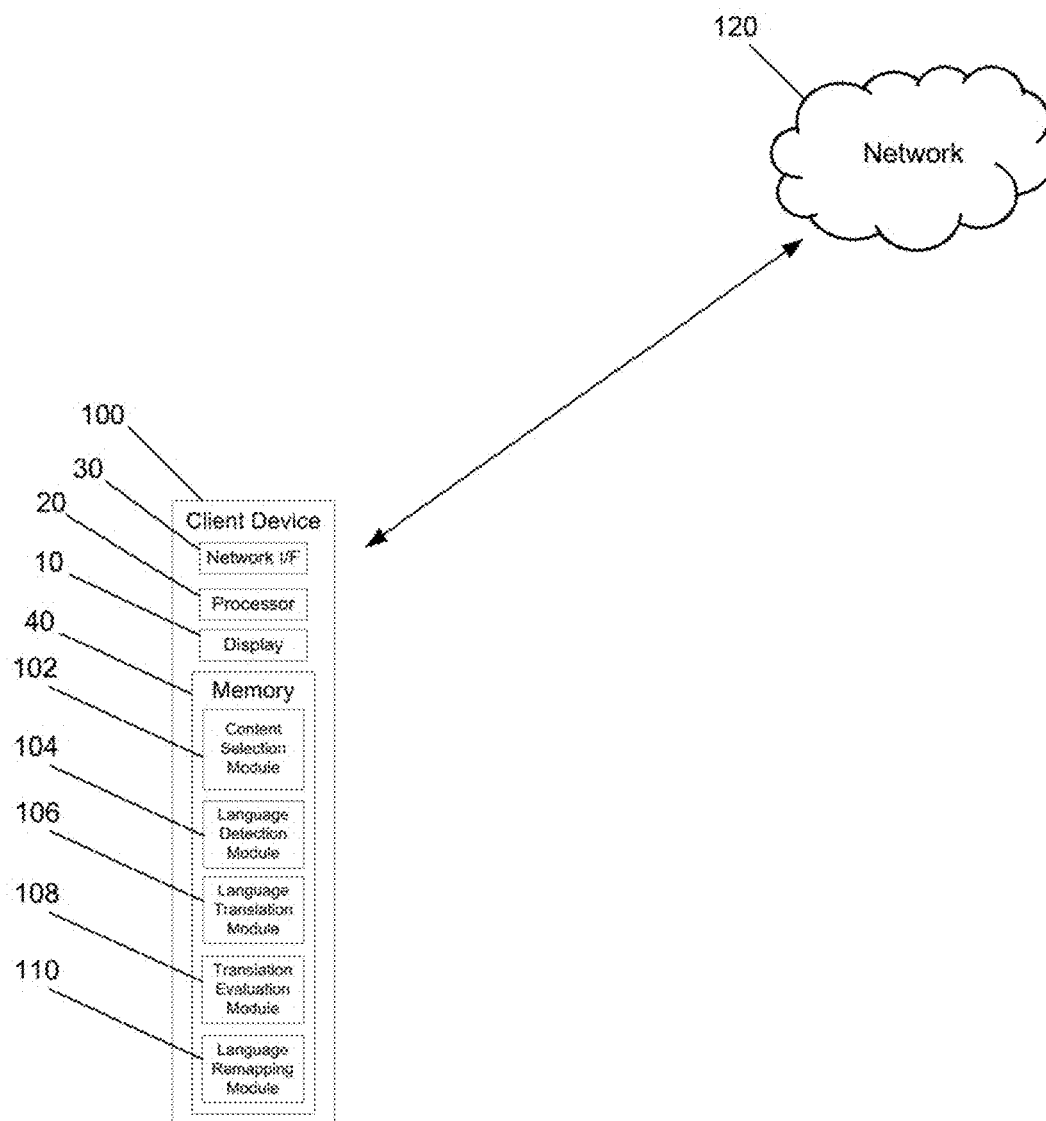 120
Network
100
Client Device
30
Network I/F
20
Processor
10
Display
40
Memory
102
Content
Selection
Module
104
Language
Detection
Module
106
Language
Translation
Module
108
Translation
Evaluation
Module
110
Language
Remapping
Module